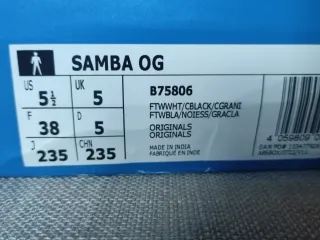 SAMBA OG
US 5½ UK 5
F 38 D 5
J 235 CHN 235
B75806
FTWWHT/CBLACK/CGRANI
FTWBLA/NOIESS/GRACLA
ORIGINALS
ORIGINALS
MADE IN INDIA
FABRIQUÉ EN INDE